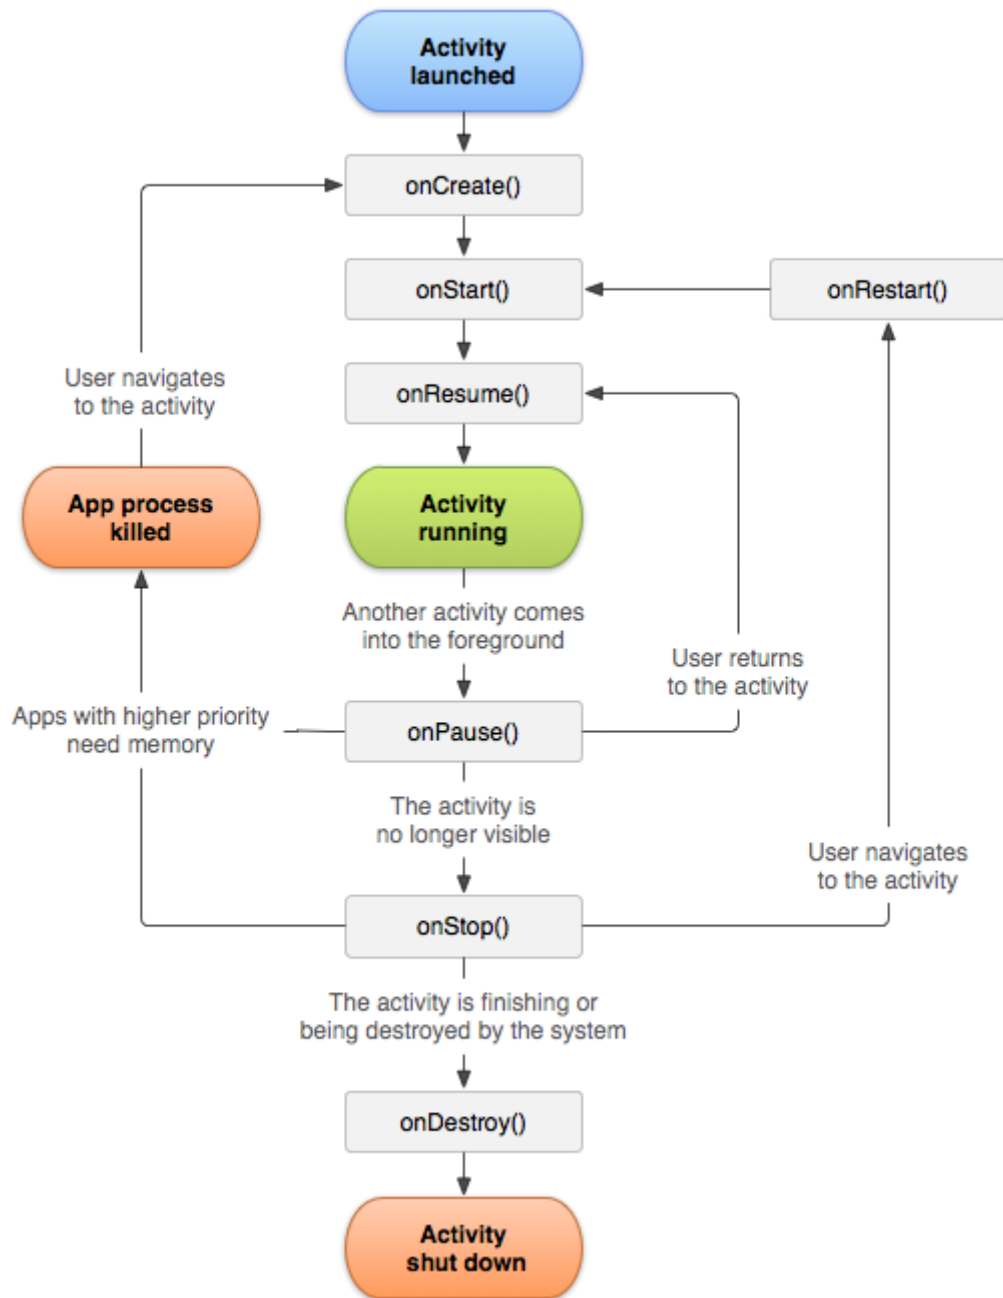 Activity
launched
onCreate()
onStart()
onRestart()
onResume()
User navigates
to the activity
App process
killed
Activity
running
Another activity comes
into the foreground
User returns
to the activity
Apps with higher priority
need memory
onPause()
The activity is
no longer visible
User navigates
to the activity
onStop()
The activity is finishing or
being destroyed by the system
onDestroy()
Activity
shut down